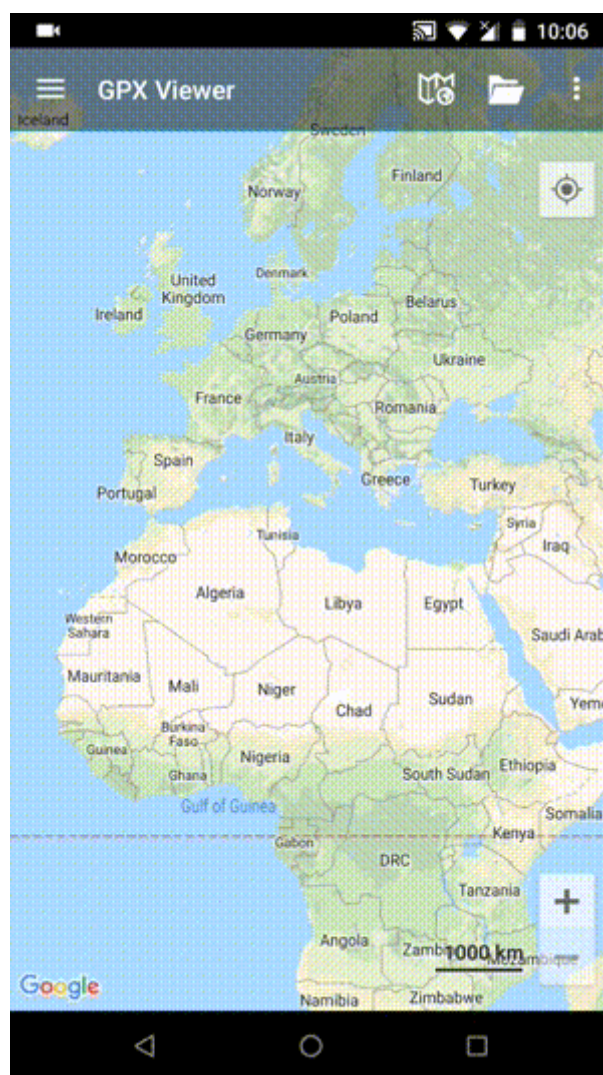 10:06
GPX Viewer
Iceland
Sweden
Finland
Norway
United
Kingdom
Denmark
Ireland
Belarus
Poland
Germany
Ukraine
Austria
France
Romania
Italy
Spain
Greece
Portugal
Turkey
Syria
Tunisia
Iraq
Morocco
Algeria
Libya
Egypt
Western
Sahara
Saudi Arab
Mauritania
Mali
Niger
Sudan
Chad
Yeme
Burkina
Faso
Guinea
Nigeria
Ethiopia
Ghana
South Sudan
Gulf of Guinea
Somalia
Kenya
Gabon
DRC
Tanzania
Angola
Zambi
1000 km
Mozambique
Google
Namibia
Zimbabwe